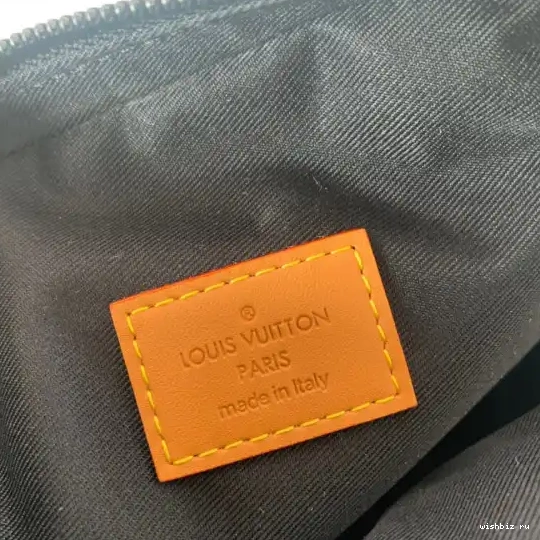 ®
LOUIS VUITTON
PARIS
made in Italy
wishbiz ru